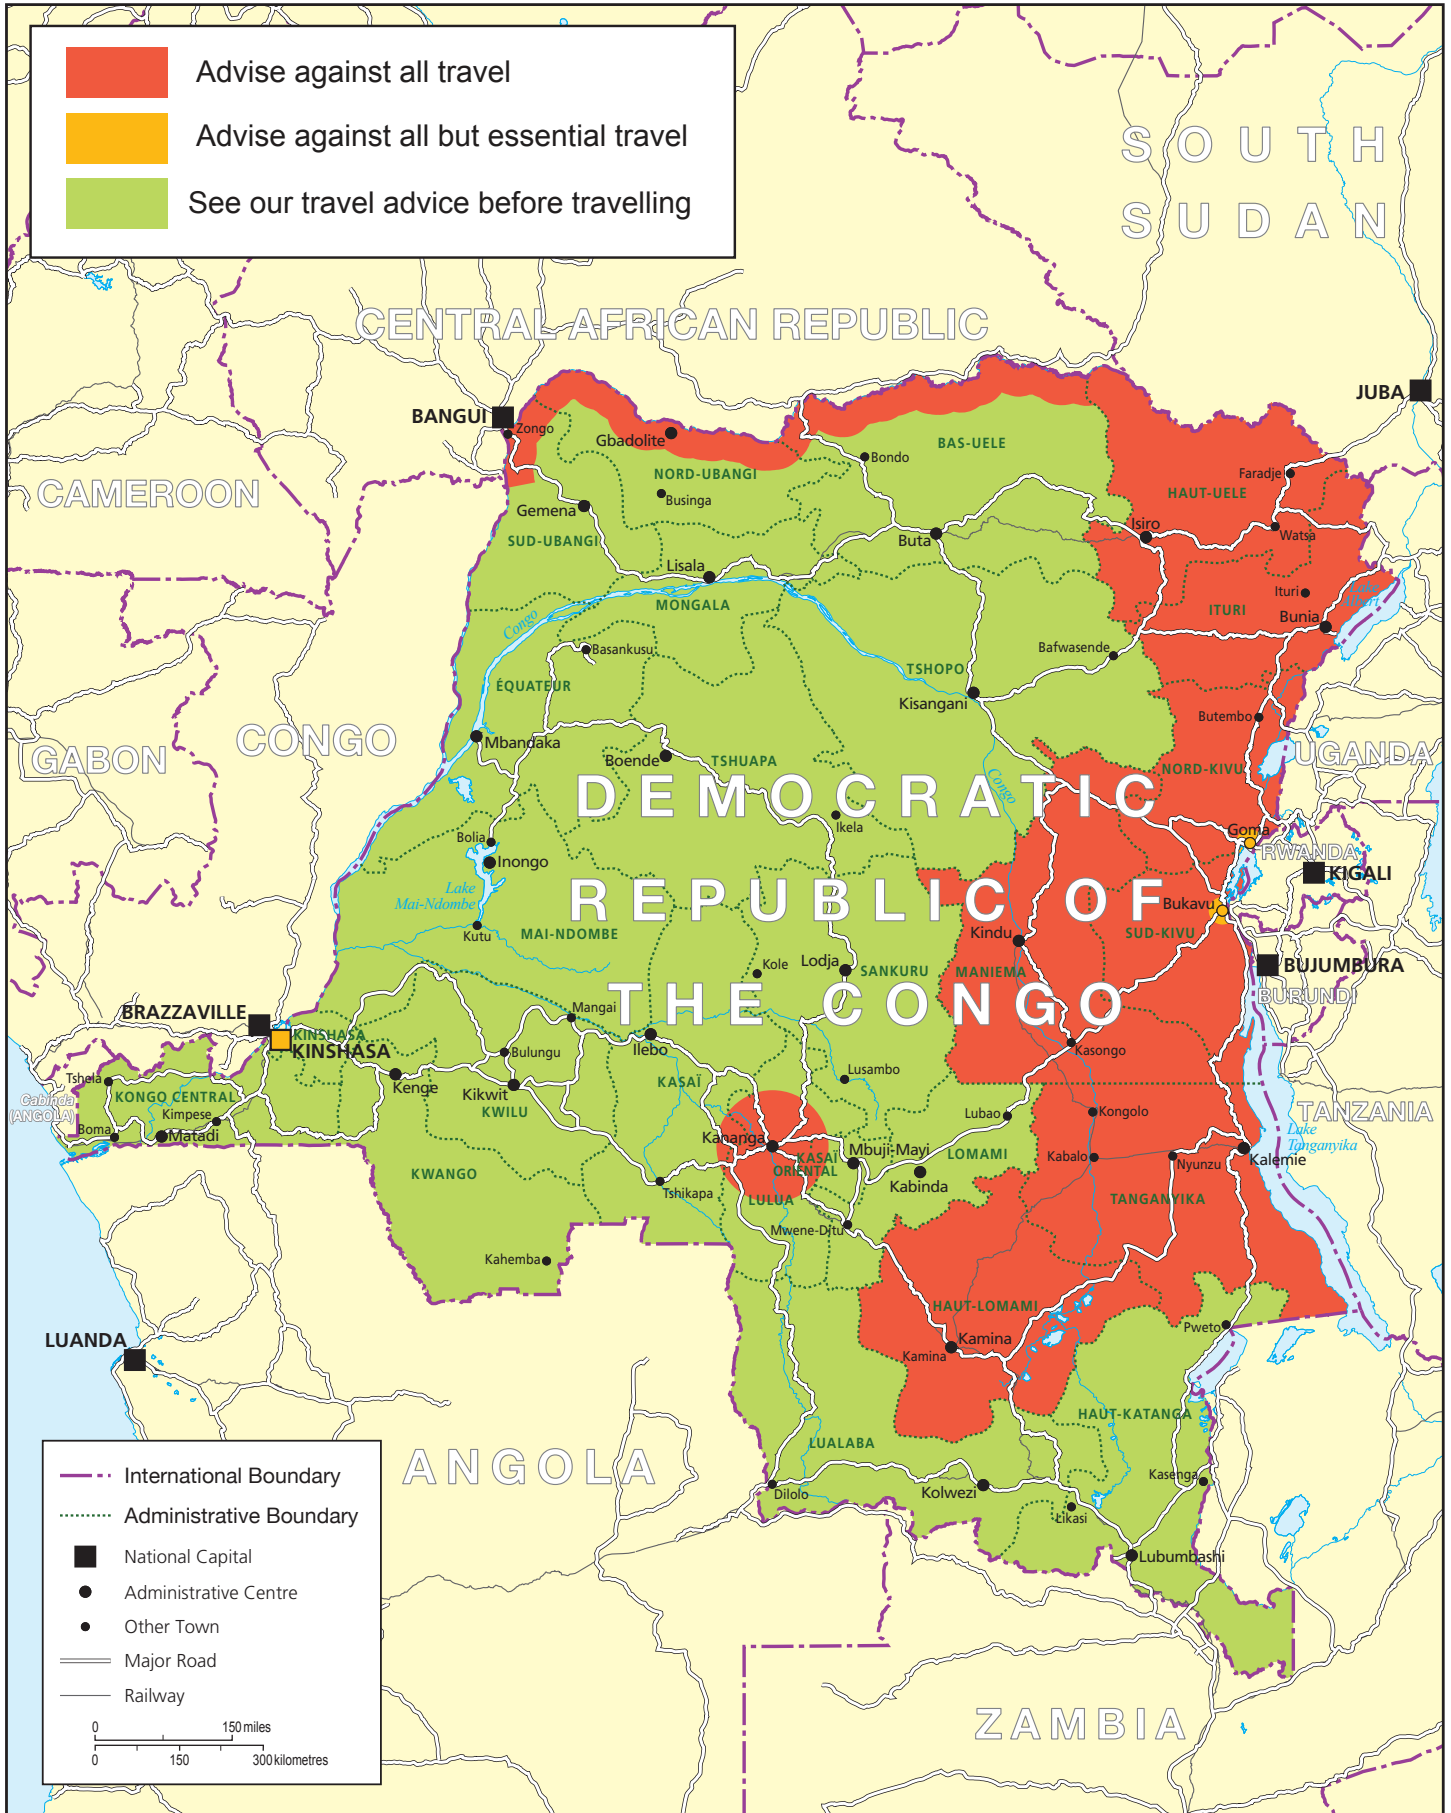 Advise against all travel
Advise against all but essential travel
See our travel advice before travelling
SOUTH
SUDAN
CENTRAL AFRICAN REPUBLIC
JUBA
BANGUI
Zongo
Gbadolite
BAS-UELE
Bondo
NORD-UBANGI
Faradje
CAMEROON
HAUT-UELE
Businga
Gemena
Isiro
Watsa
SUD-UBANGI
Buta
Lisala
Lake
Albert
Ituri
MONGALA
ITURI
Bunia
Congo
Basankusu
Bafwasende
TSHOPO
ÉQUATEUR
Kisangani
Butembo
CONGO
Mbandaka
GABON
Boende
TSHUAPA
NORD-KIVU
UGANDA
DEMOCRATIC
Congo
Ikela
Goma
Bolia
RWANDA
Inongo
KIGALI
Lake
Mai-Ndombe
REPUBLIC OF
Bukavu
Kutu
MAI-NDOMBE
Kindu
SUD-KIVU
Kole
Lodja
SANKURU
MANIEMA
BUJUMBURA
BURUNDI
THE CONGO
Mangai
BRAZZAVILLE
KINSHASA
KINSHASA
Bulungu
Ilebo
Kasongo
Tshela
Kenge
Kikwit
KASAÏ
Lusambo
Cabinda
(ANGOLA)
KONGO CENTRAL
Kimpese
KWILU
Lubao
Kongolo
TANZANIA
Boma
Matadi
Kananga
Lake
Tanganyika
Mbuji-Mayi
LOMAMI
Kabalo
Nyunzu
Kalemie
KASAÏ
ORIENTAL
KWANGO
Kabinda
Tshikapa
LULUA
TANGANYIKA
Mwene-Ditu
Kahemba
HAUT-LOMAMI
Pweto
LUANDA
Kamina
Kamina
HAUT-KATANGA
LUALABA
ANGOLA
Kasenga
Dilolo
Kolwezi
Likasi
Lubumbashi
ZAMBIA
International Boundary
Administrative Boundary
National Capital
Administrative Centre
Other Town
Major Road
Railway
0 150 miles
0 150 300 kilometres